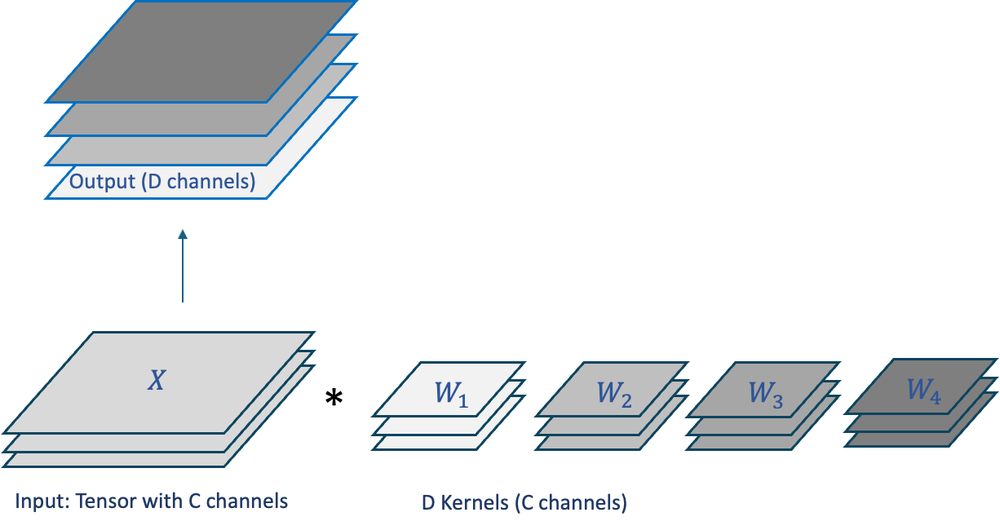 Output (D channels)
X
*
W₁
W₂
W₃
W₄
Input: Tensor with C channels
D Kernels (C channels)